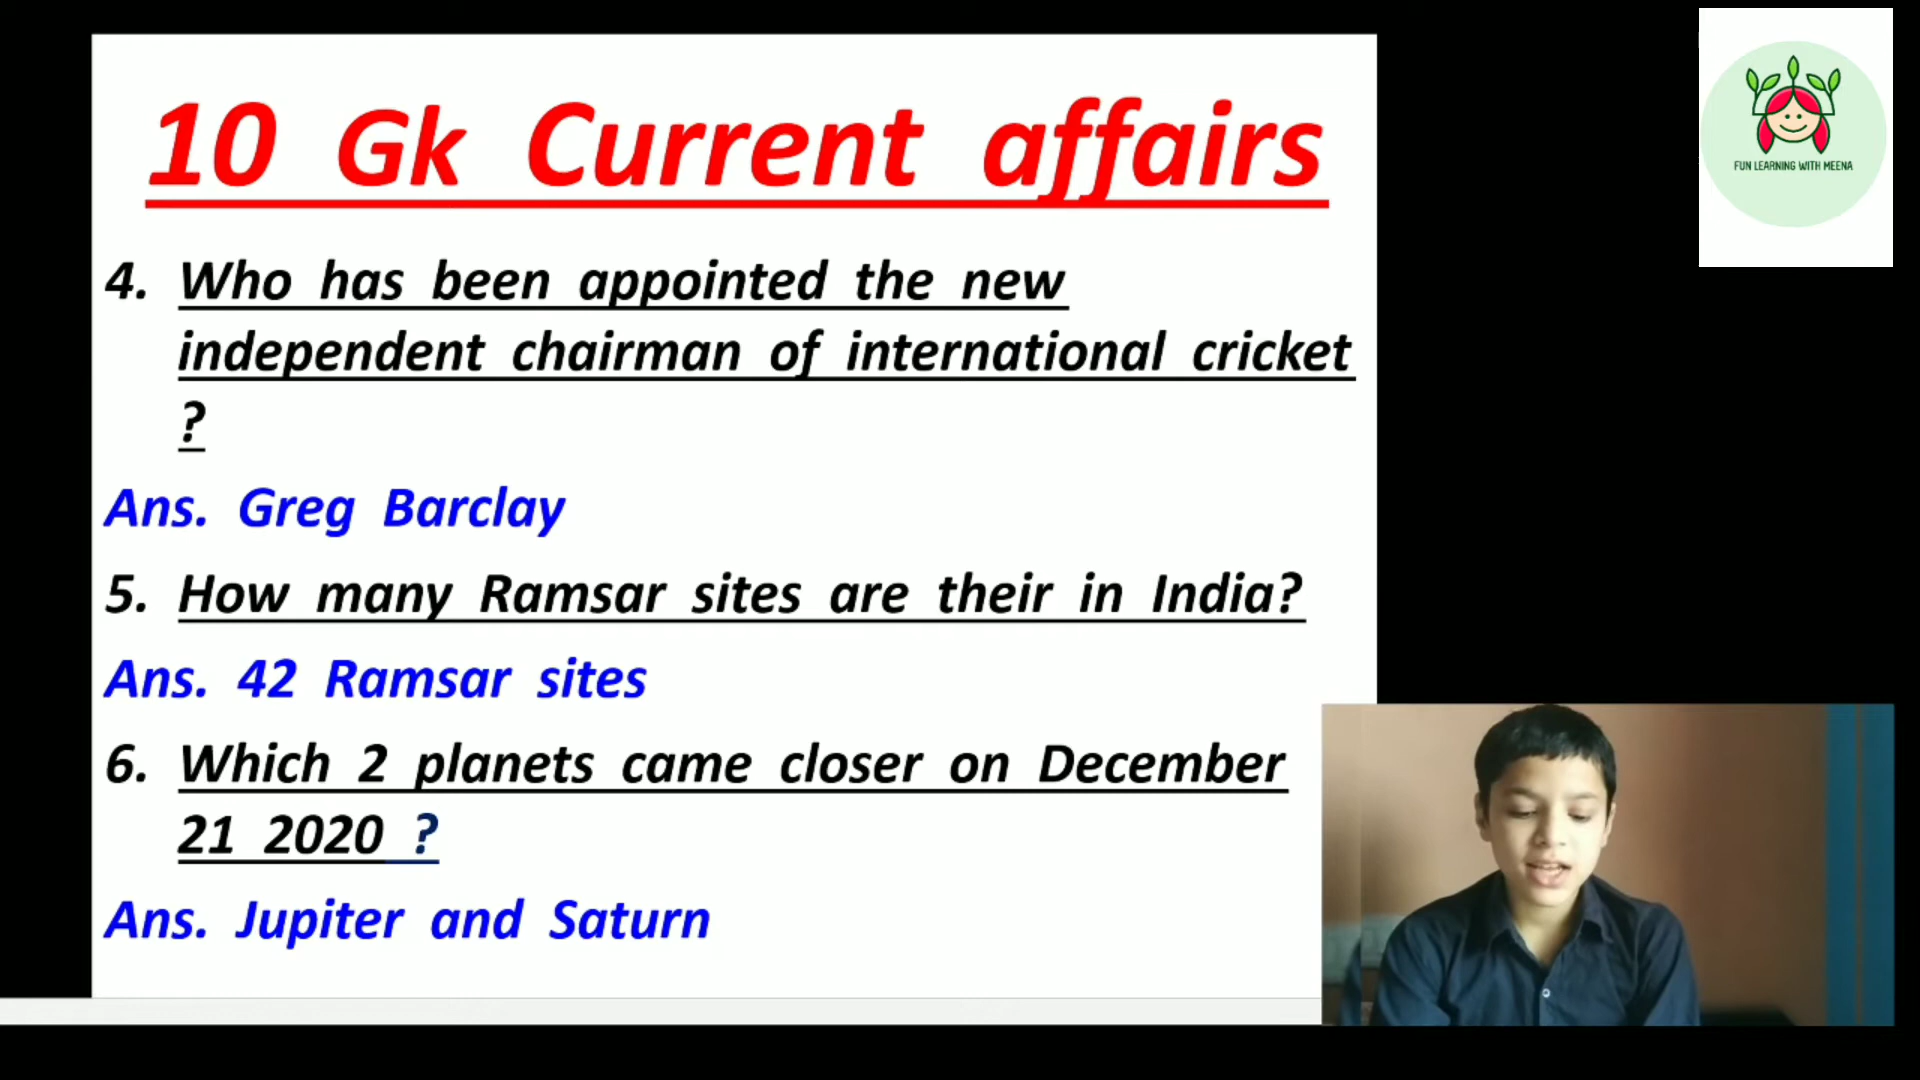 10 Gk Current affairs
FUN LEARNING WITH MEENA
4. Who has been appointed the new
independent chairman of international cricket
?
Ans. Greg Barclay
5. How many Ramsar sites are their in India?
Ans. 42 Ramsar sites
6. Which 2 planets came closer on December
21 2020 ?
Ans. Jupiter and Saturn